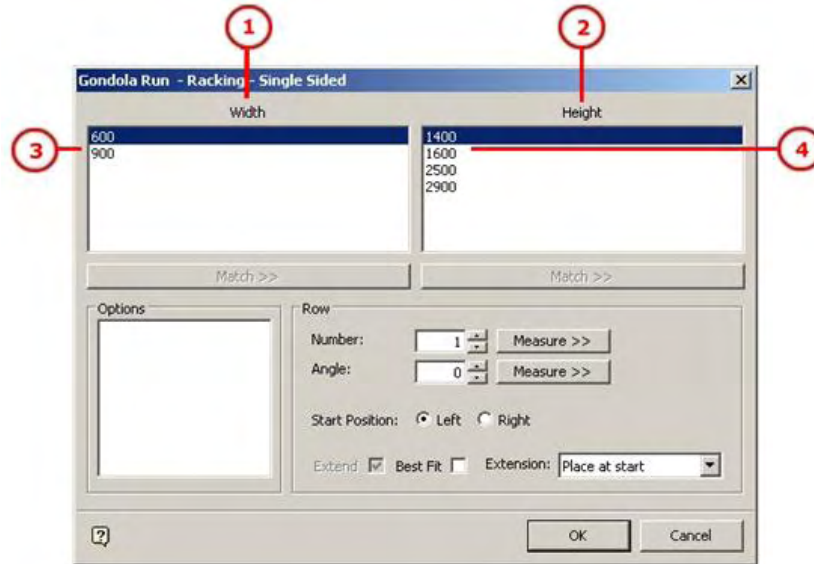 1 2
Gondola Run - Racking - Single Sided
Width Height
3 600 1400 4
900 1600
2500
2900
Match >> Match >>
Options Row
Number: 1 Measure >>
Angle: 0 Measure >>
Start Position: Left Right
Extend Best Fit Extension: Place at start
? OK Cancel